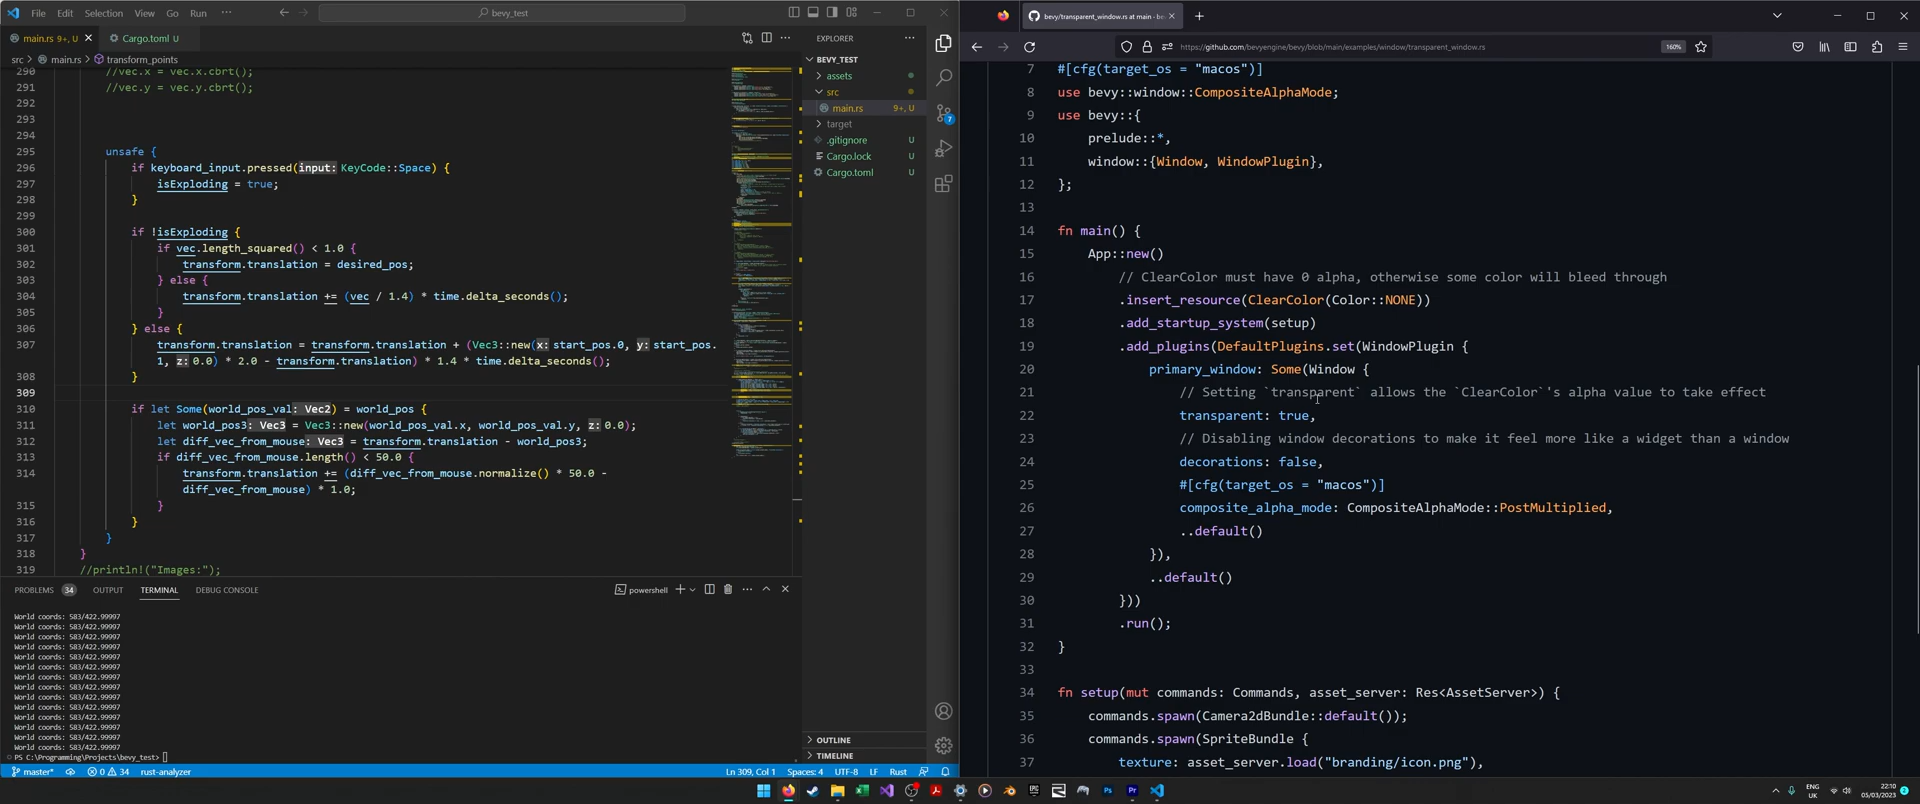 File Edit Selection View Go Run ··· bevy_test
main.rs 9+, U Cargo.toml U
src > main.rs > transform_points
290 //vec.x = vec.x.cbrt();
291 //vec.y = vec.y.cbrt();
292
293
294
295 unsafe {
296 if keyboard_input.pressed(input: KeyCode::Space) {
297 isExploding = true;
298 }
299
300 if !isExploding {
301 if vec.length_squared() < 1.0 {
302 transform.translation = desired_pos;
303 } else {
304 transform.translation += (vec / 1.4) * time.delta_seconds();
305 }
306 } else {
307 transform.translation = transform.translation + (Vec3::new(x: start_pos.0, y: start_pos.
1, z: 0.0) * 2.0 - transform.translation) * 1.4 * time.delta_seconds();
308 }
309
310 if let Some(world_pos_val: Vec2) = world_pos {
311 let world_pos3: Vec3 = Vec3::new(world_pos_val.x, world_pos_val.y, z: 0.0);
312 let diff_vec_from_mouse: Vec3 = transform.translation - world_pos3;
313 if diff_vec_from_mouse.length() < 50.0 {
314 transform.translation += (diff_vec_from_mouse.normalize() * 50.0 -
diff_vec_from_mouse) * 1.0;
315 }
316 }
317 }
318 }
319 //println!("Images:");
EXPLORER ···
BEVY_TEST
assets
src
main.rs 9+, U
target
.gitignore U
Cargo.lock U
Cargo.toml U
7
OUTLINE
TIMELINE
PROBLEMS 34 OUTPUT TERMINAL DEBUG CONSOLE powershell
World coords: 583/422.99997
World coords: 583/422.99997
World coords: 583/422.99997
World coords: 583/422.99997
World coords: 583/422.99997
World coords: 583/422.99997
World coords: 583/422.99997
World coords: 583/422.99997
World coords: 583/422.99997
World coords: 583/422.99997
World coords: 583/422.99997
World coords: 583/422.99997
World coords: 583/422.99997
World coords: 583/422.99997
PS C:\Programming\Projects\bevy_test>
master* 0 34 rust-analyzer Ln 309, Col 1 Spaces: 4 UTF-8 LF Rust
bevy/transparent_window.rs at main · be
https://github.com/bevyengine/bevy/blob/main/examples/window/transparent_window.rs 160%
7 #[cfg(target_os = "macos")]
8 use bevy::window::CompositeAlphaMode;
9 use bevy::{
10 prelude::*,
11 window::{Window, WindowPlugin},
12 };
13
14 fn main() {
15 App::new()
16 // ClearColor must have 0 alpha, otherwise some color will bleed through
17 .insert_resource(ClearColor(Color::NONE))
18 .add_startup_system(setup)
19 .add_plugins(DefaultPlugins.set(WindowPlugin {
20 primary_window: Some(Window {
21 // Setting `transparent` allows the `ClearColor`'s alpha value to take effect
22 transparent: true,
23 // Disabling window decorations to make it feel more like a widget than a window
24 decorations: false,
25 #[cfg(target_os = "macos")]
26 composite_alpha_mode: CompositeAlphaMode::PostMultiplied,
27 ..default()
28 }),
29 ..default()
30 }))
31 .run();
32 }
33
34 fn setup(mut commands: Commands, asset_server: Res<AssetServer>) {
35 commands.spawn(Camera2dBundle::default());
36 commands.spawn(SpriteBundle {
37 texture: asset_server.load("branding/icon.png"),
ENG
UK
22:10
05/03/2023